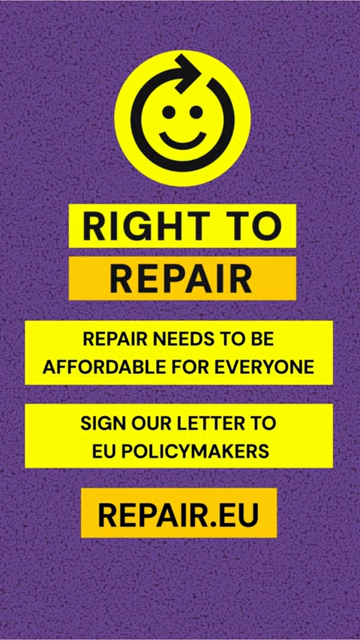 RIGHT TO
REPAIR
REPAIR NEEDS TO BE
AFFORDABLE FOR EVERYONE
SIGN OUR LETTER TO
EU POLICYMAKERS
REPAIR.EU